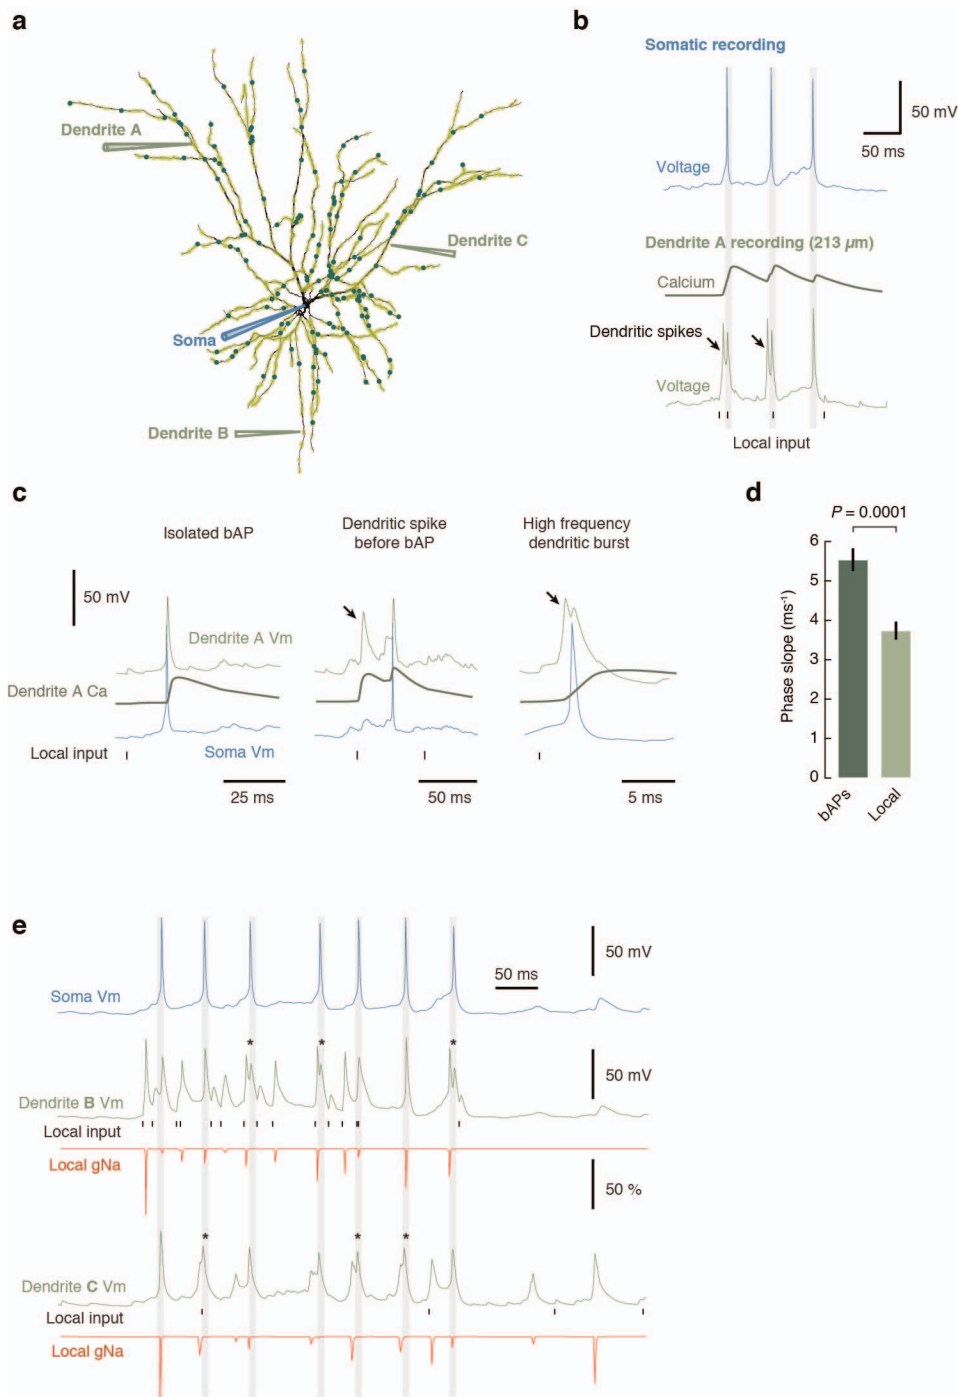 a
Dendrite A
Dendrite C
Soma
Dendrite B
b
Somatic recording
50 mV
50 ms
Voltage
Dendrite A recording (213 µm)
Calcium
Dendritic spikes
Voltage
Local input
c
Isolated bAP
Dendritic spike
before bAP
High frequency
dendritic burst
50 mV
Dendrite A Vm
Dendrite A Ca
Soma Vm
Local input
25 ms
50 ms
5 ms
d
P = 0.0001
Phase slope (ms⁻¹)
6
5
4
3
2
1
0
bAPs
Local
e
50 mV
50 ms
Soma Vm
* * *
50 mV
Dendrite B Vm
Local input
Local gNa
50 %
* * *
Dendrite C Vm
Local input
Local gNa